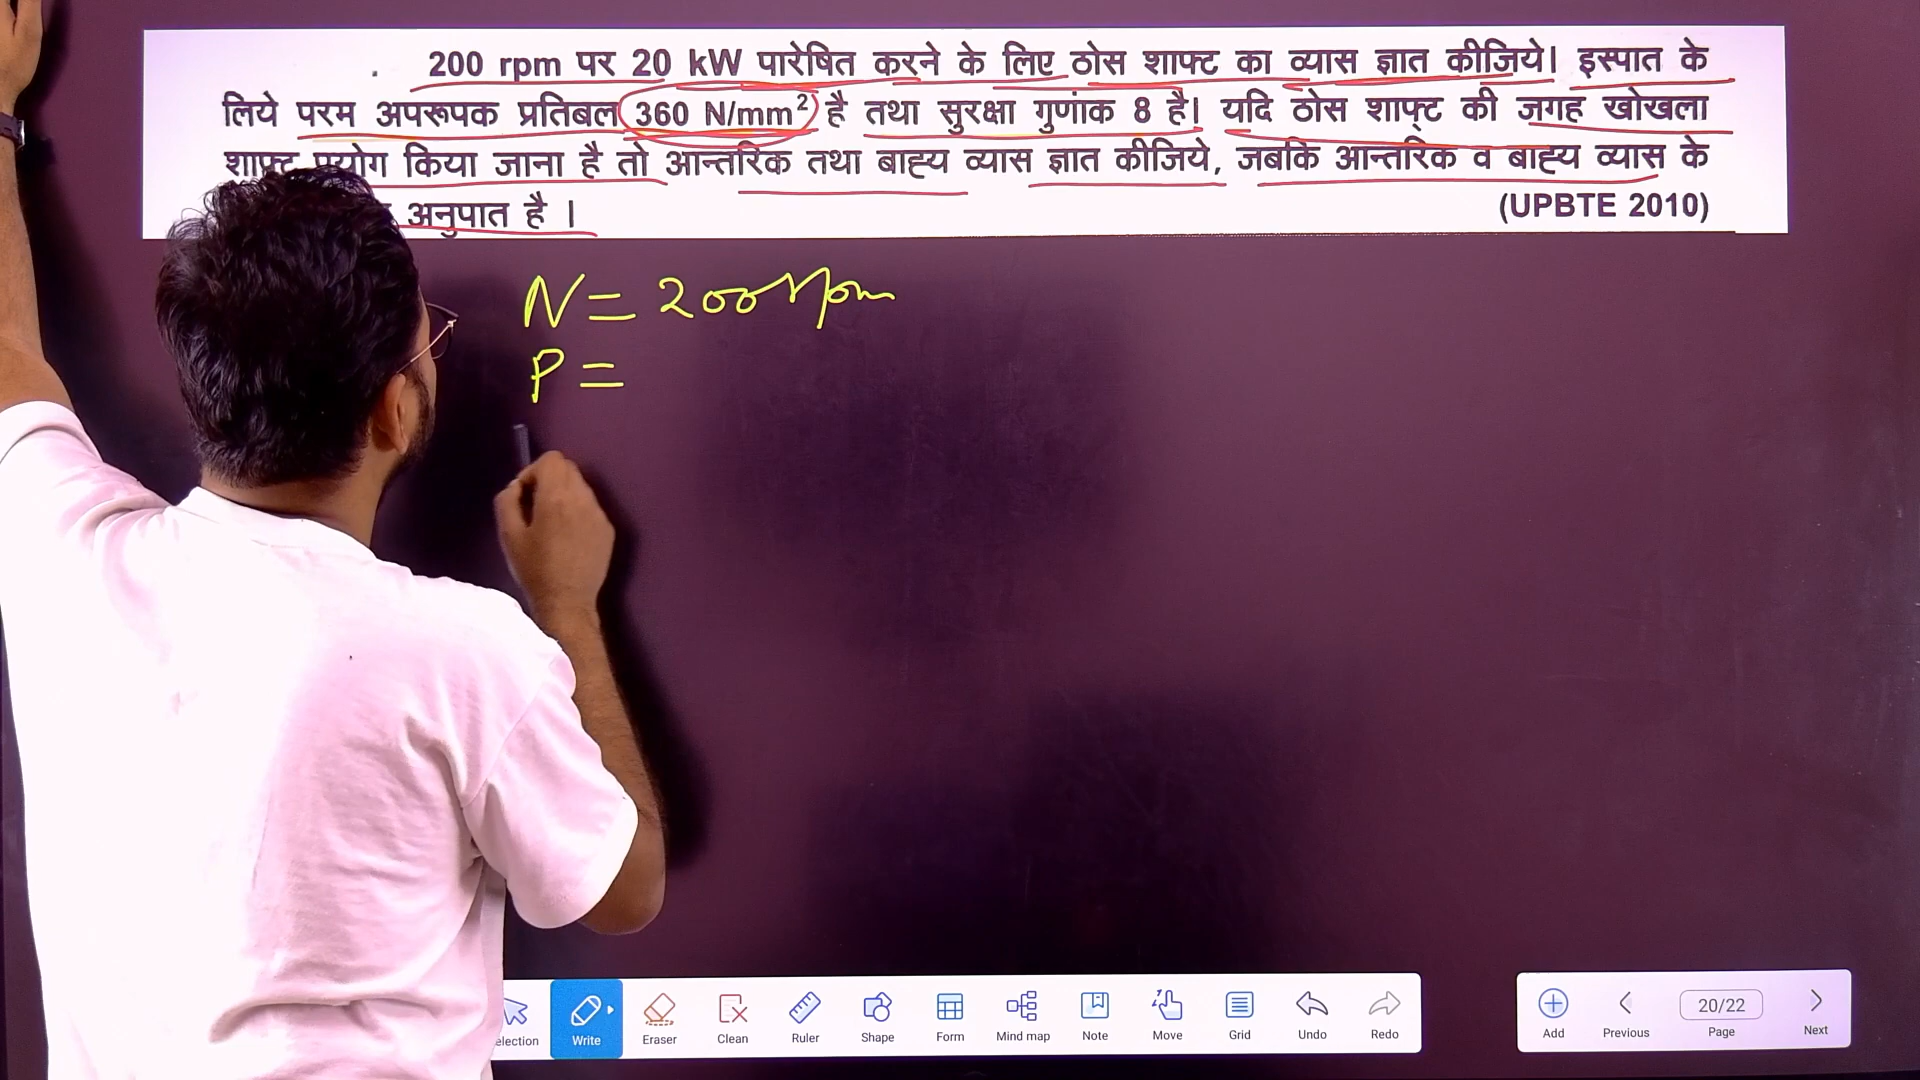 200 rpm पर 20 kW पारेषित करने के लिए ठोस शाफ्ट का व्यास ज्ञात कीजिये। इस्पात के
लिये परम अपरूपक प्रतिबल 360 N/mm² है तथा सुरक्षा गुणांक 8 है। यदि ठोस शाफ्ट की जगह खोखला
शाफ्ट प्रयोग किया जाना है तो आन्तरिक तथा बाह्य व्यास ज्ञात कीजिये, जबकि आन्तरिक व बाह्य व्यास के
अनुपात है ।
(UPBTE 2010)
N = 200 rpm
P =
Write
Eraser
Clean
Ruler
Shape
Form
Mind map
Note
Move
Grid
Undo
Redo
Add
Previous
20/22
Page
Next